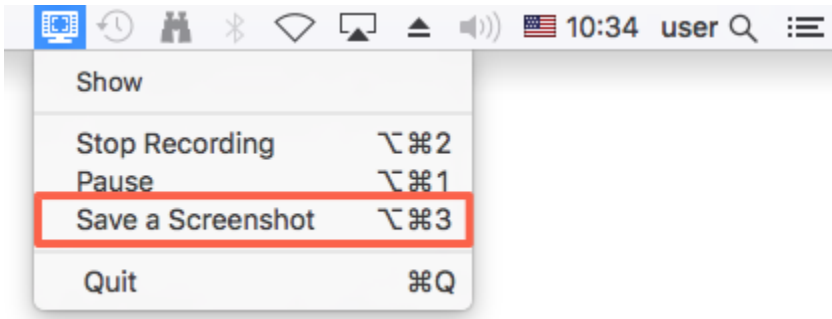 10:34 user
Show
Stop Recording ⌥⌘2
Pause ⌥⌘1
Save a Screenshot ⌥⌘3
Quit ⌘Q